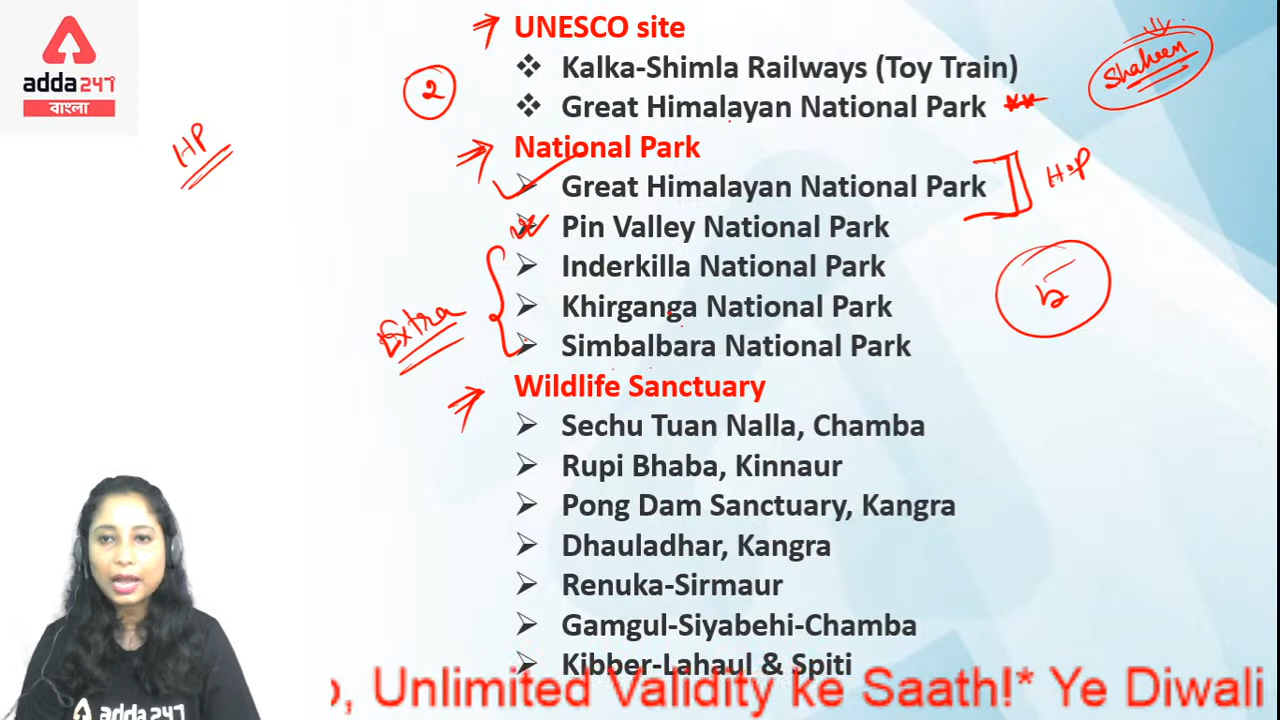 UNESCO site
Kalka-Shimla Railways (Toy Train)
Shaheen
2
Great Himalayan National Park
adda247
বাংলা
HP
National Park
Great Himalayan National Park
HP
Pin Valley National Park
Inderkilla National Park
5
Khirganga National Park
Extra
Simbalbara National Park
Wildlife Sanctuary
Sechu Tuan Nalla, Chamba
Rupi Bhaba, Kinnaur
Pong Dam Sanctuary, Kangra
Dhauladhar, Kangra
Renuka-Sirmaur
Gamgul-Siyabehi-Chamba
Kibber-Lahaul & Spiti
, Unlimited Validity ke Saath!* Ye Diwali
adda247